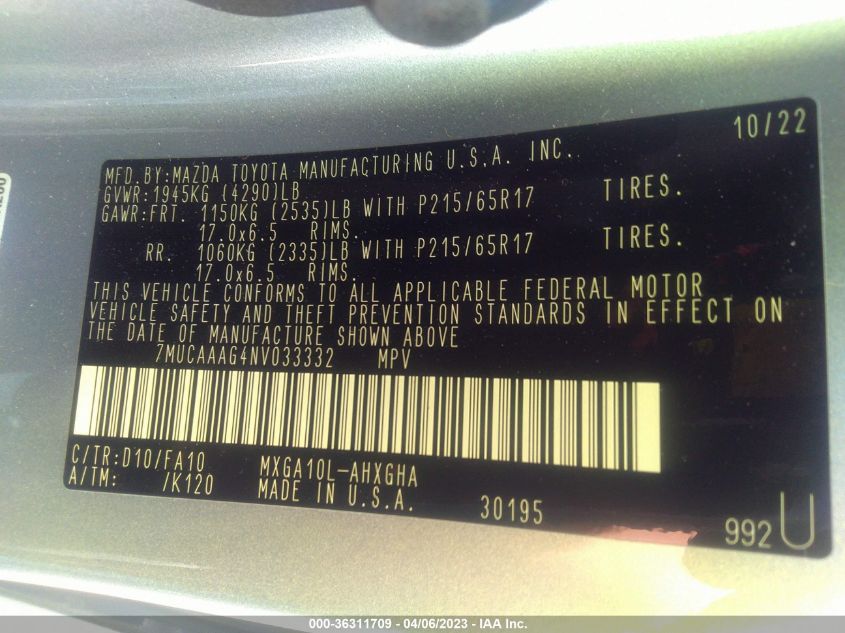 10/22
MFD.BY:MAZDA TOYOTA MANUFACTURING U.S.A. INC.
GVWR:1945KG (4290)LB
GAWR:FRT. 1150KG (2535)LB WITH P215/65R17 TIRES.
17.0x6.5 RIMS.
RR. 1060KG (2335)LB WITH P215/65R17 TIRES.
17.0x6.5 RIMS.
THIS VEHICLE CONFORMS TO ALL APPLICABLE FEDERAL MOTOR
VEHICLE SAFETY AND THEFT PREVENTION STANDARDS IN EFFECT ON
THE DATE OF MANUFACTURE SHOWN ABOVE
7MUCAAAG4NV033332 MPV
C/TR:D10/FA10 MXGA10L-AHXGHA
A/TM: /K120 MADE IN U.S.A. 30195
992 U
000-36311709 - 04/06/2023 - IAA Inc.